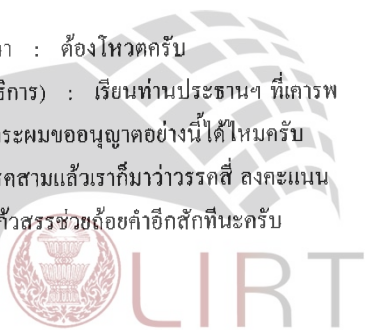 า : ต้องโหวตครับ
ธิการ) : เรียนท่านประธานฯ ที่เคารพ
ระผมขออนุญาตอย่างนี้ได้ไหมครับ
รคสามแล้วเราก็มาว่าวรรคสี่ ลงคะแนน
ก้วสรรช่วยถ้อยคำอีกสักทีนะครับ
LIRT